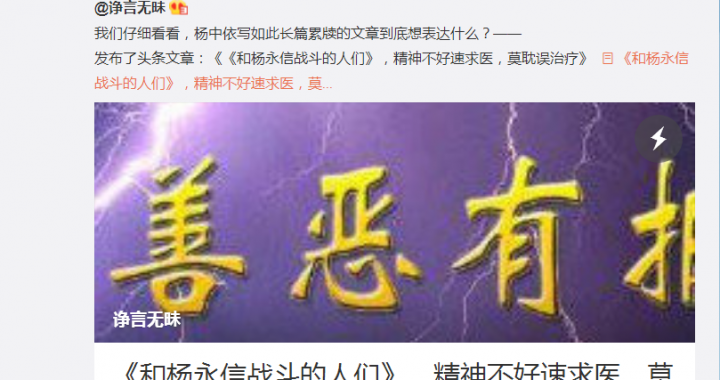 @诤言无昧
我们仔细看看，杨中依写如此长篇累牍的文章到底想表达什么？——
发布了头条文章：《《和杨永信战斗的人们》，精神不好速求医，莫耽误治疗》 《和杨永信
战斗的人们》，精神不好速求医，莫...
善恶有报
诤言无昧
《和杨永信战斗的人们》，精神不好速求医，莫